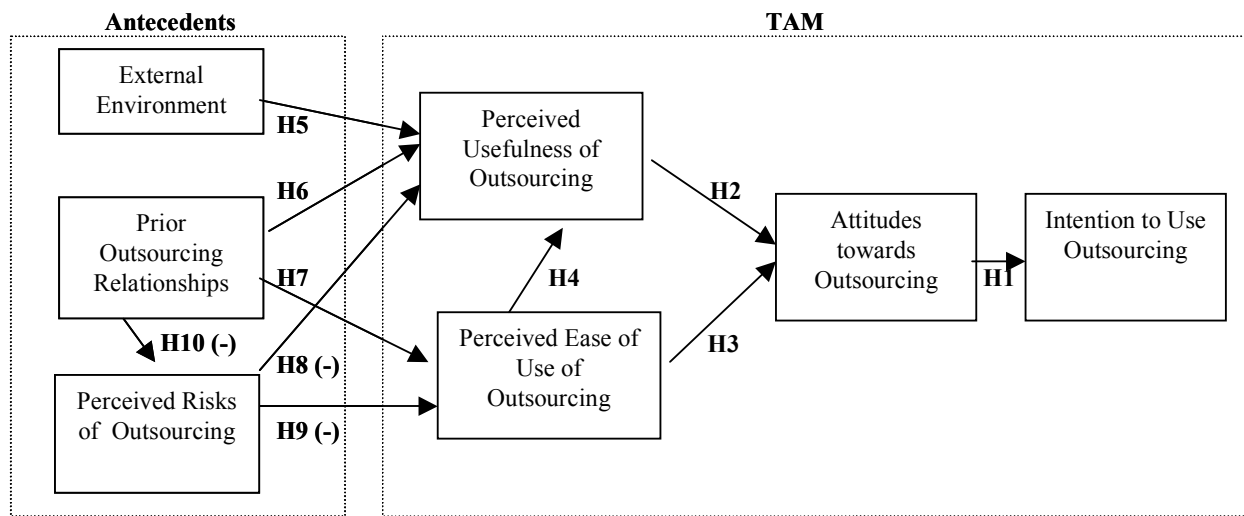 Antecedents
TAM
External
Environment
H5
Prior
Outsourcing
Relationships
H6
H7
H10 (-)
Perceived Risks
of Outsourcing
H8 (-)
H9 (-)
Perceived
Usefulness of
Outsourcing
H4
Perceived Ease of
Use of
Outsourcing
H2
H3
Attitudes
towards
Outsourcing
H1
Intention to Use
Outsourcing